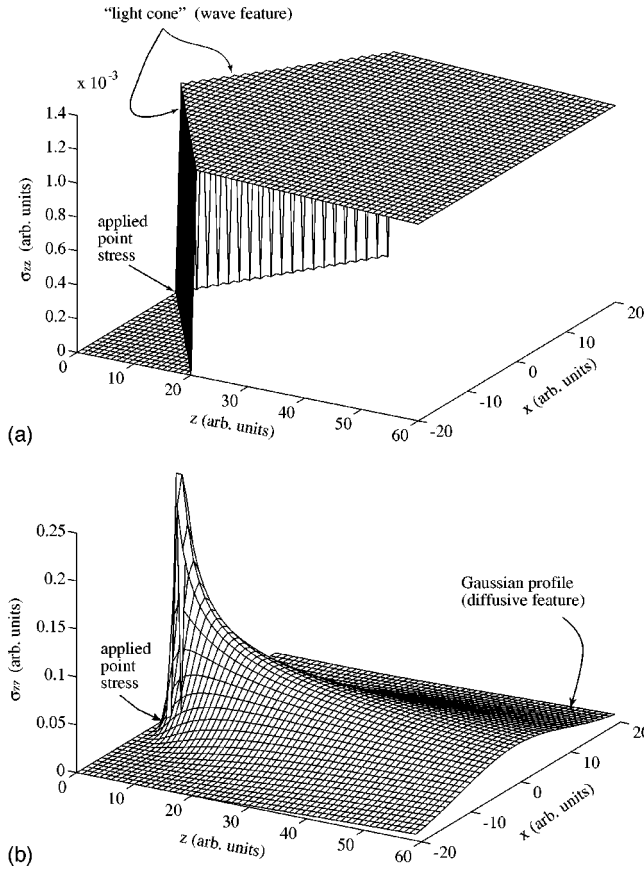 “light cone” (wave feature)
x 10⁻³
1.4
1.2
1.0
0.8
0.6
0.4
0.2
0
σzz (arb. units)
applied
point
stress
0
10
20
30
40
50
60
z (arb. units)
-20
-10
0
10
20
x (arb. units)
(a)
0.25
0.2
0.15
0.1
0.05
0
σzz (arb. units)
applied
point
stress
Gaussian profile
(diffusive feature)
0
10
20
30
40
50
60
z (arb. units)
-20
-10
0
10
20
x (arb. units)
(b)